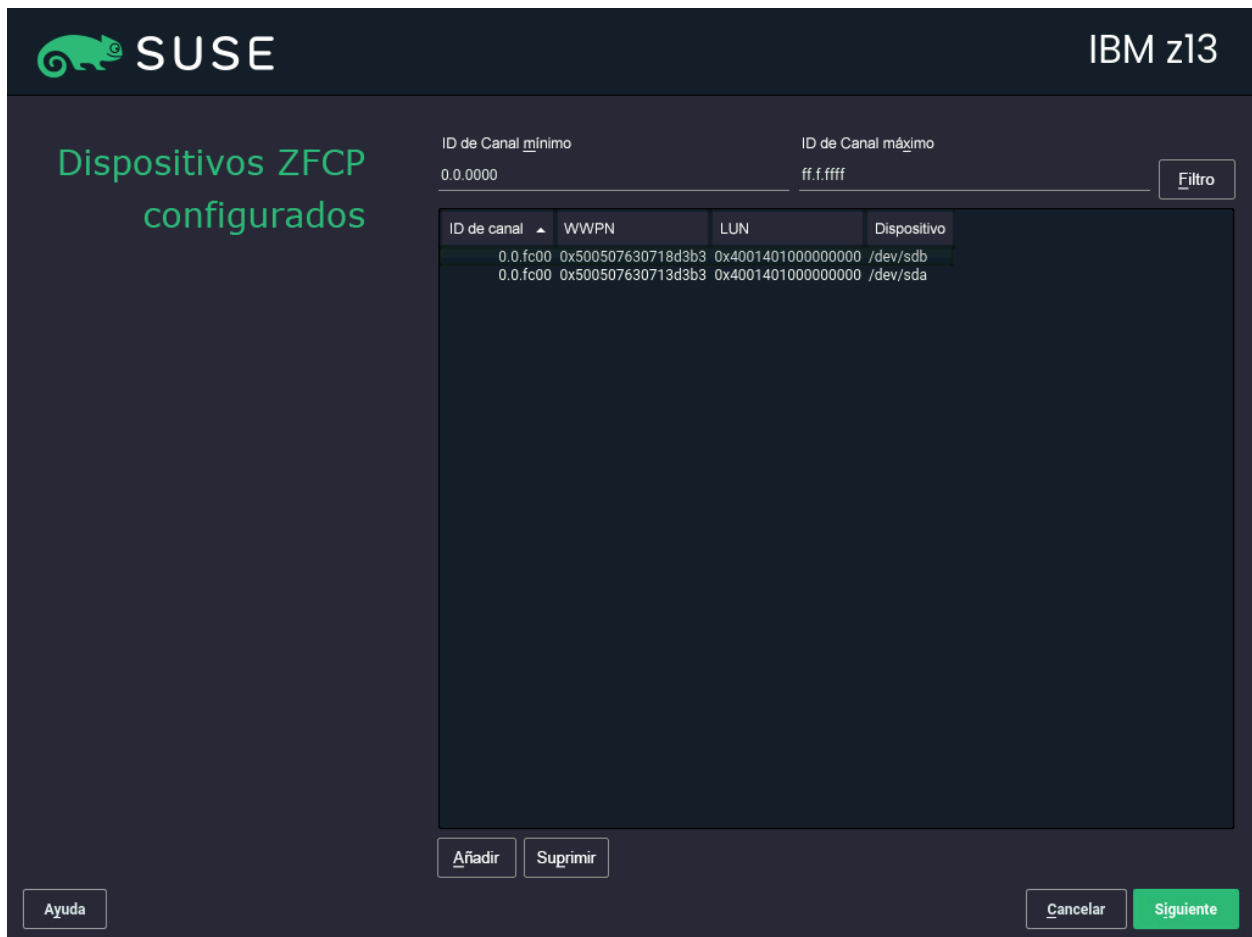 SUSE
IBM z13
Dispositivos ZFCP
configurados
ID de Canal mínimo
ID de Canal máximo
0.0.0000
ff.f.ffff
Filtro
ID de canal WWPN LUN Dispositivo
0.0.fc00 0x500507630718d3b3 0x4001401000000000 /dev/sdb
0.0.fc00 0x500507630713d3b3 0x4001401000000000 /dev/sda
Añadir
Suprimir
Ayuda
Cancelar
Siguiente